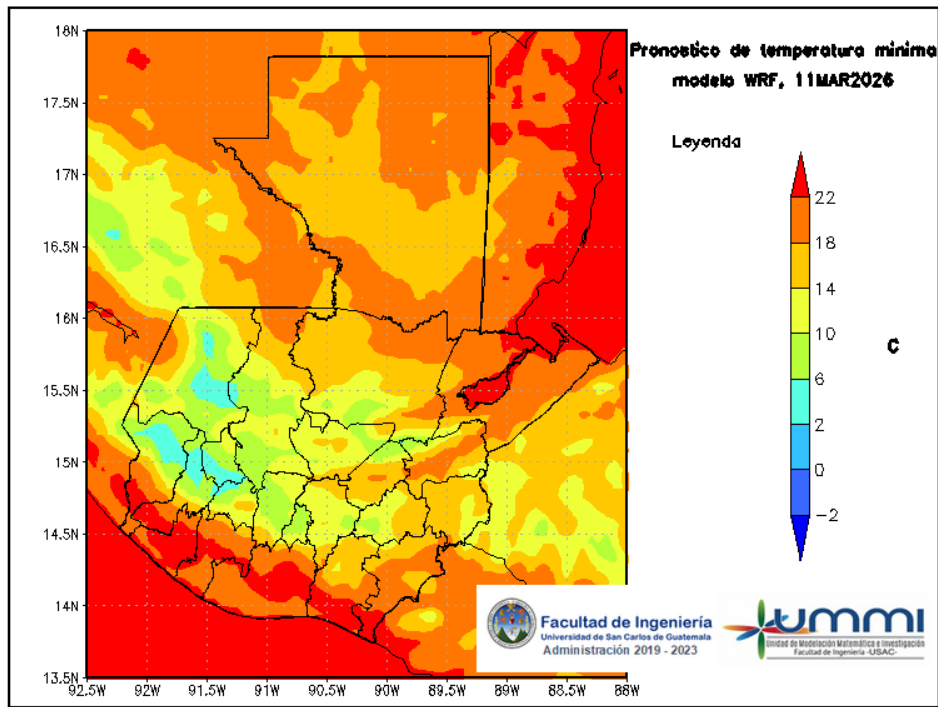 Pronostico de temperatura minima
modelo WRF, 11MAR2026
Leyenda
22
18
14
10
6
2
0
−2
C
18N
17.5N
17N
16.5N
16N
15.5N
15N
14.5N
14N
13.5N
92.5W
92W
91.5W
91W
90.5W
90W
89.5W
89W
88.5W
88W
Facultad de Ingeniería
Universidad de San Carlos de Guatemala
Administración 2019 - 2023
ummi
Unidad de Modelación Matemática e Investigación
Facultad de Ingeniería -USAC-